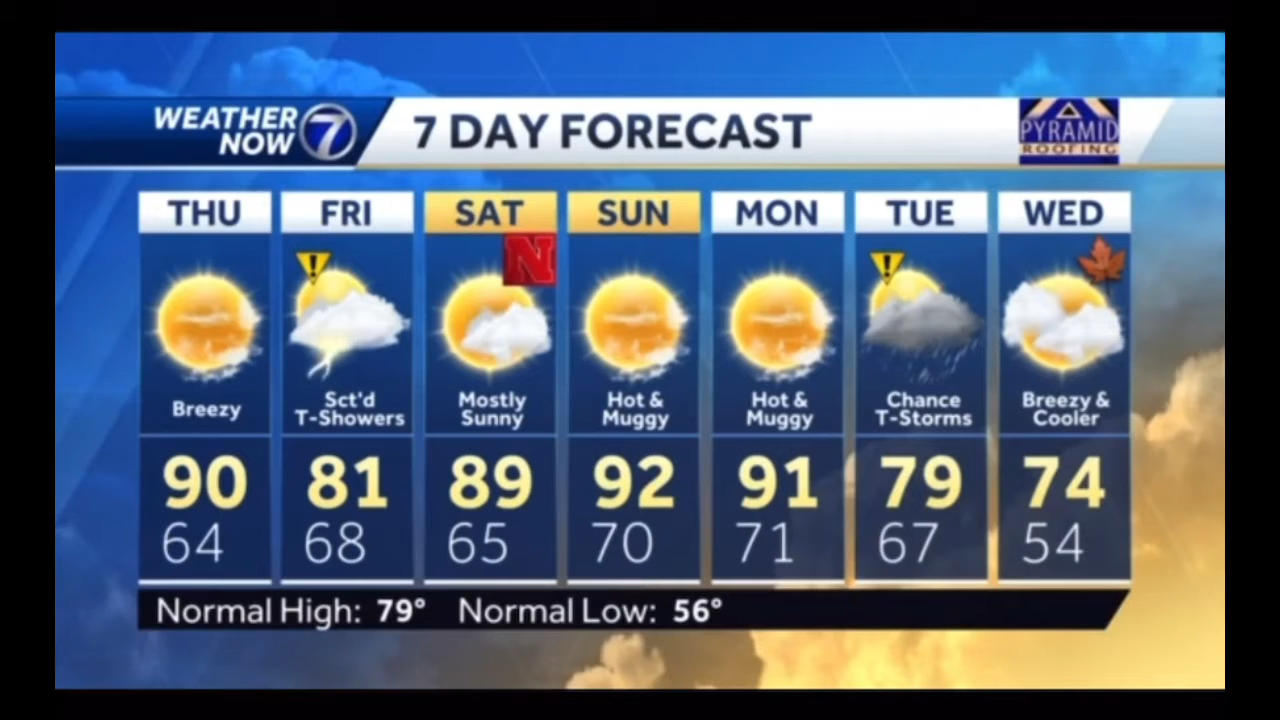 WEATHER
NOW 7
7 DAY FORECAST
PYRAMID
ROOFING
THU
FRI
SAT
SUN
MON
TUE
WED
!
N
!
Breezy
Sct'd
T-Showers
Mostly
Sunny
Hot &
Muggy
Hot &
Muggy
Chance
T-Storms
Breezy &
Cooler
90
81
89
92
91
79
74
64
68
65
70
71
67
54
Normal High: 79° Normal Low: 56°